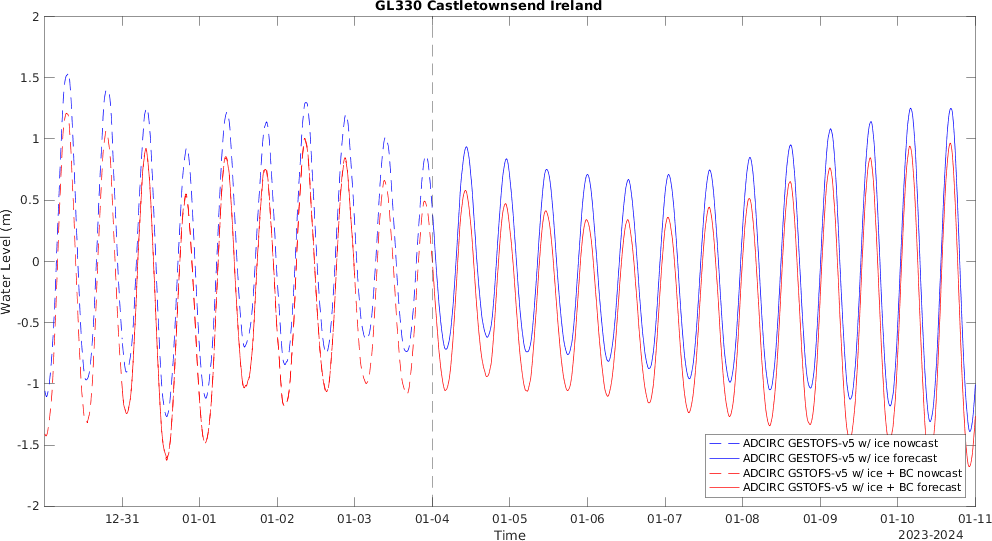 GL330 Castletownsend Ireland
2
1.5
1
0.5
0
-0.5
-1
-1.5
-2
Water Level (m)
ADCIRC GESTOFS-v5 w/ ice nowcast
ADCIRC GESTOFS-v5 w/ ice forecast
ADCIRC GSTOFS-v5 w/ ice + BC nowcast
ADCIRC GSTOFS-v5 w/ ice + BC forecast
12-31 01-01 01-02 01-03 01-04 01-05 01-06 01-07 01-08 01-09 01-10 01-11
Time
2023-2024